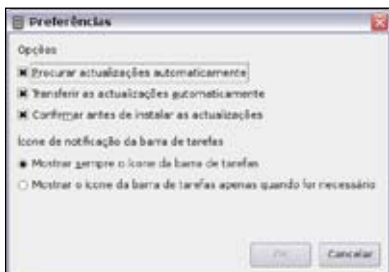 Preferências
Opções
Procurar actualizações automaticamente
Transferir as actualizações automaticamente
Confirmar antes de instalar as actualizações
Ícone de notificação da barra de tarefas
Mostrar sempre o ícone da barra de tarefas
Mostrar o ícone da barra de tarefas apenas quando for necessário
OK Cancelar